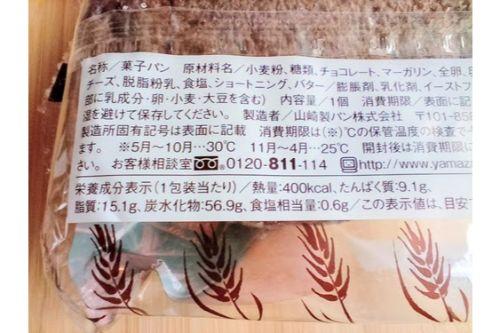 名称／菓子パン 原材料名／小麦粉、糖類、チョコレート、マーガリン、全卵、
チーズ、脱脂粉乳、食塩、ショートニング、バター／膨脹剤、乳化剤、イーストフ
部に乳成分・卵・小麦・大豆を含む) 内容量／1個 消費期限／表面に記
湿を避けて保存してください。 製造者／山崎製パン株式会社 〒101-858
製造所固有記号は表面に記載 消費期限は(※)℃の保管温度の検査で
※5月〜10月…30℃ 11月〜4月…25℃ 開封後は消費期限に
さい。 お客様相談室 0120-811-114 http://www.yamaz
栄養成分表示(1包装当たり)／熱量:400kcal、たんぱく質:9.1g、
脂質:15.1g、炭水化物:56.9g、食塩相当量:0.6g／この表示値は、目安